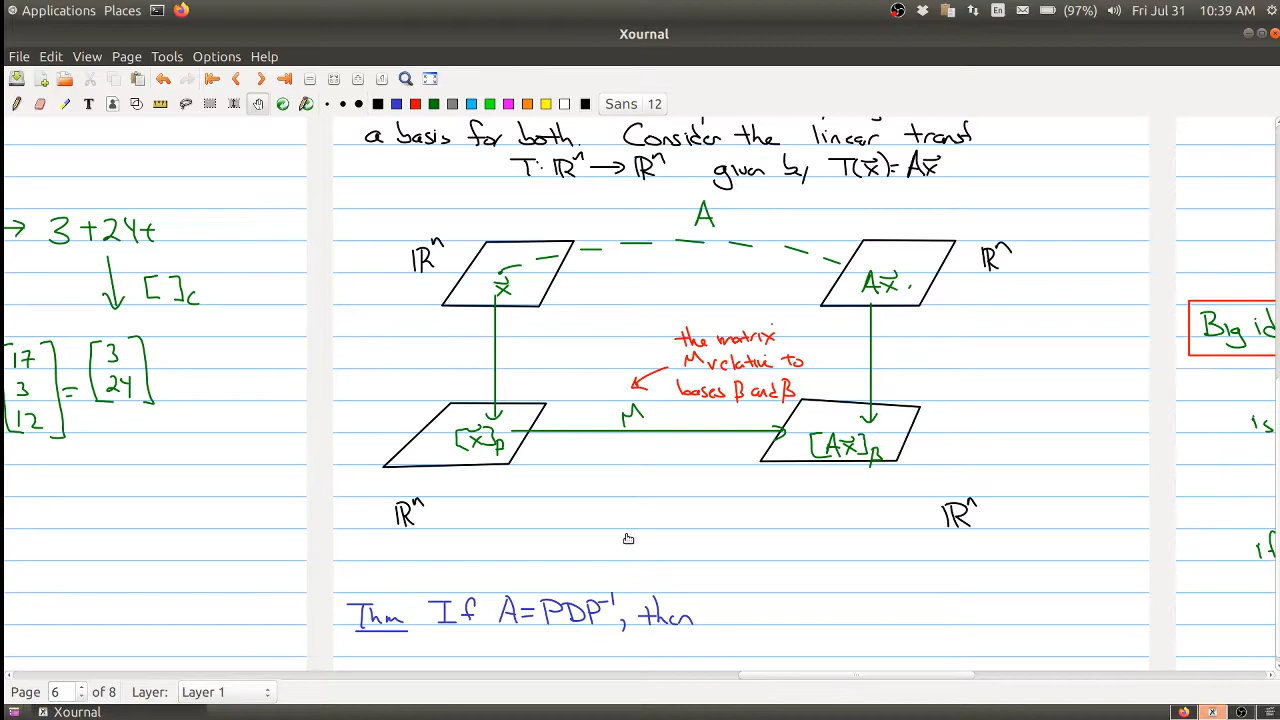 Applications Places
En (97%) Fri Jul 31 10:39 AM
Xournal
File Edit View Page Tools Options Help
Sans 12
a basis for both. Consider the linear transf
T: ℝⁿ → ℝⁿ given by T(x⃗) = Ax⃗
→ 3 + 24t
[ ]c
[17 3 12] = [3 24]
A
ℝⁿ
x⃗
Ax⃗.
ℝⁿ
the matrix
M relative to
bases β and β
M
[x⃗]β
[Ax⃗]β
ℝⁿ
ℝⁿ
Big id
is
if
Thm If A = PDP⁻¹, then
Page 6 of 8 Layer: Layer 1
Xournal